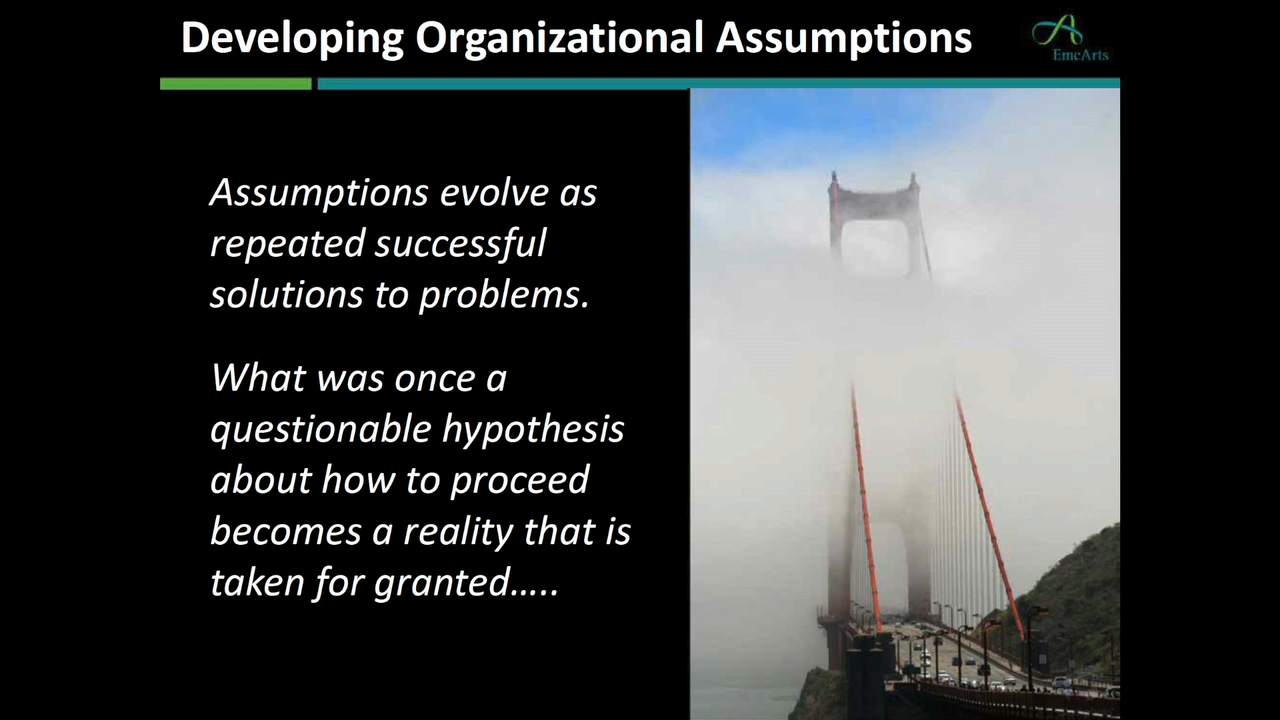 Developing Organizational Assumptions
EmcArts
Assumptions evolve as
repeated successful
solutions to problems.
What was once a
questionable hypothesis
about how to proceed
becomes a reality that is
taken for granted.....